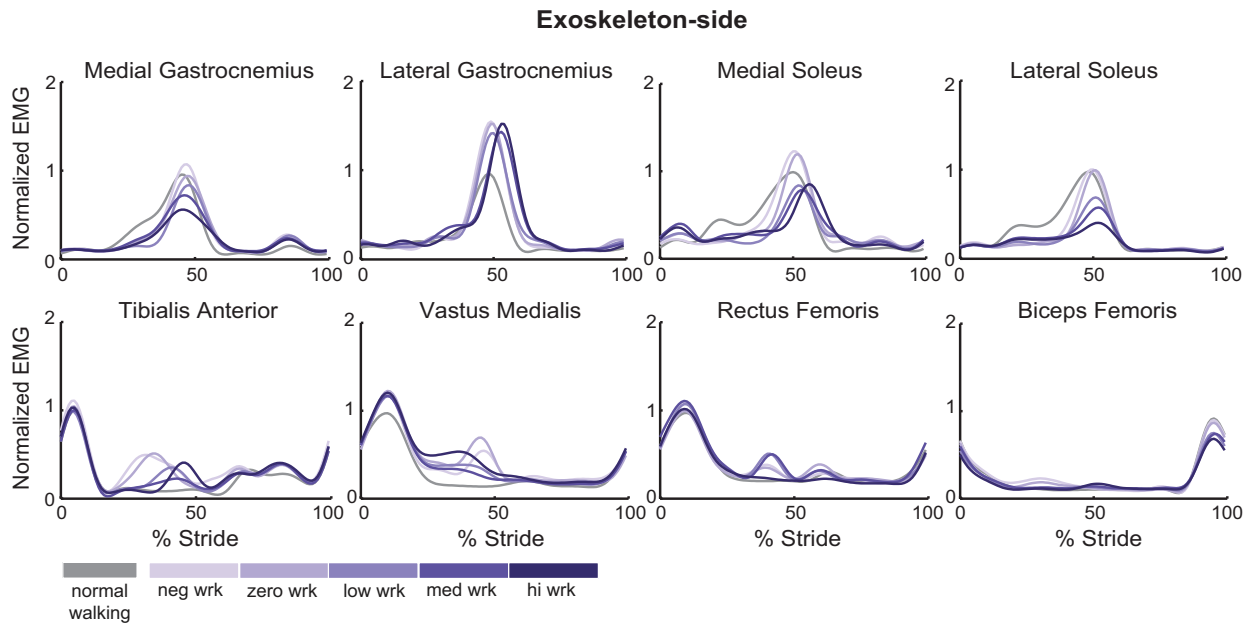 Exoskeleton-side
Medial Gastrocnemius Lateral Gastrocnemius Medial Soleus Lateral Soleus
Normalized EMG
2 2 2 2
1 1 1 1
0 0 0 0
0 50 100 0 50 100 0 50 100 0 50 100
Tibialis Anterior Vastus Medialis Rectus Femoris Biceps Femoris
Normalized EMG
2 2 2 2
1 1 1 1
0 0 0 0
0 50 100 0 50 100 0 50 100 0 50 100
% Stride % Stride % Stride % Stride
normal walking neg wrk zero wrk low wrk med wrk hi wrk